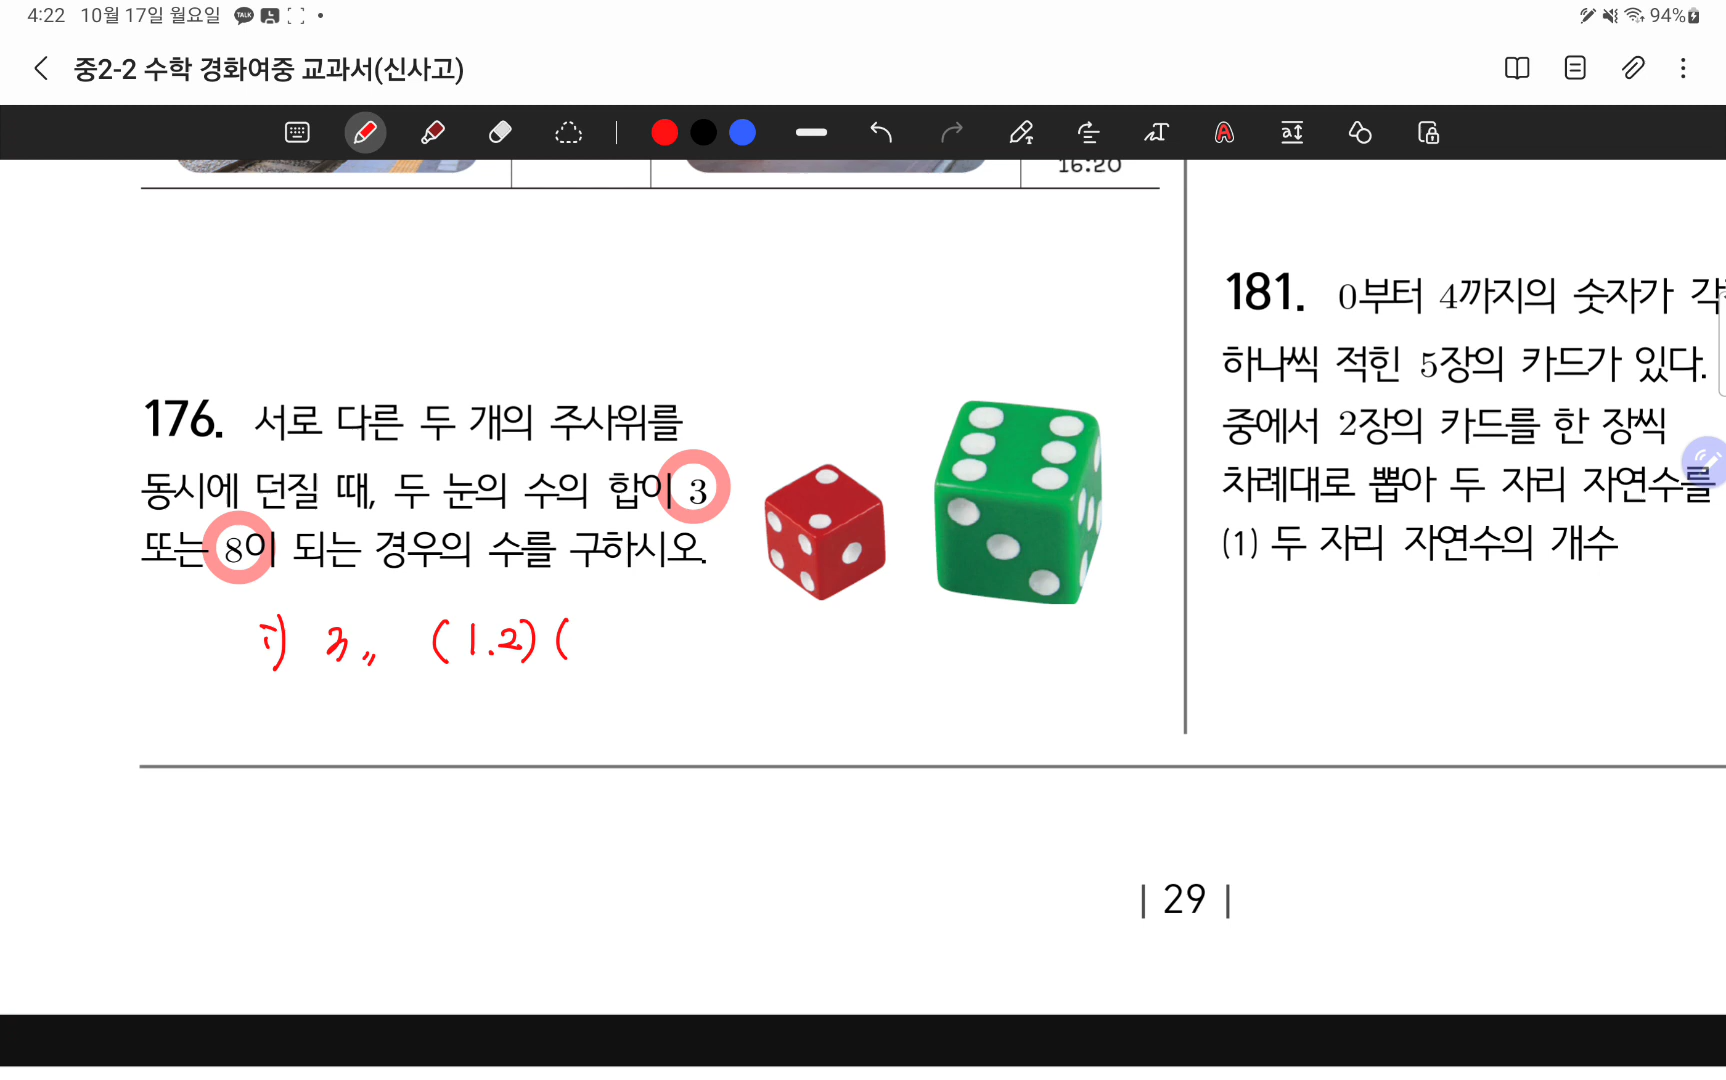 4:22 10월 17일 월요일 TALK 94%
중2-2 수학 경화여중 교과서(신사고)
16:20
176. 서로 다른 두 개의 주사위를
동시에 던질 때, 두 눈의 수의 합이 3
또는 8이 되는 경우의 수를 구하시오.
i) 3,, (1.2) (
181. 0부터 4까지의 숫자가 각
하나씩 적힌 5장의 카드가 있다.
중에서 2장의 카드를 한 장씩
차례대로 뽑아 두 자리 자연수를
(1) 두 자리 자연수의 개수
| 29 |